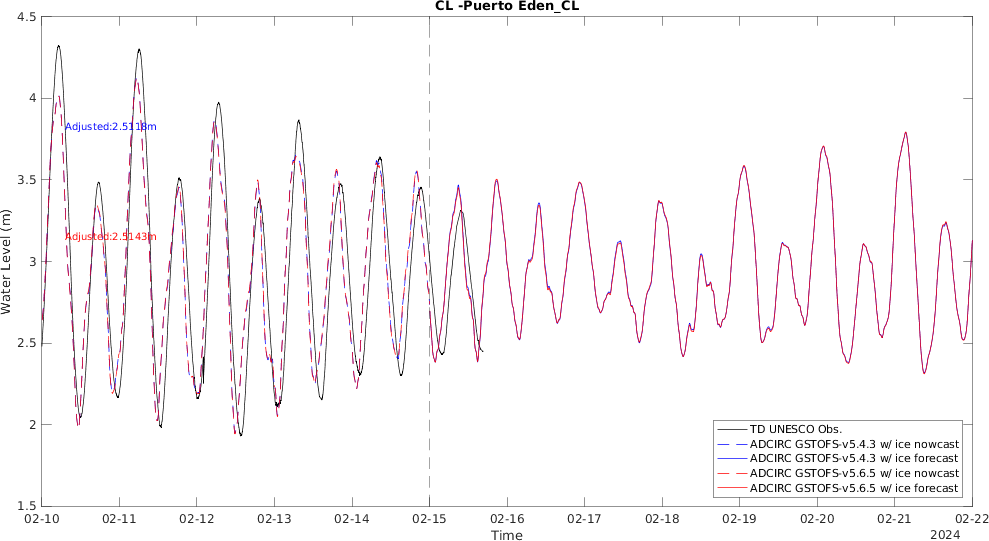 CL -Puerto Eden_CL
4.5
4
3.5
3
2.5
2
1.5
Water Level (m)
Adjusted:2.5118m
Adjusted:2.5143m
TD UNESCO Obs.
ADCIRC GSTOFS-v5.4.3 w/ ice nowcast
ADCIRC GSTOFS-v5.4.3 w/ ice forecast
ADCIRC GSTOFS-v5.6.5 w/ ice nowcast
ADCIRC GSTOFS-v5.6.5 w/ ice forecast
02-10 02-11 02-12 02-13 02-14 02-15 02-16 02-17 02-18 02-19 02-20 02-21 02-22
Time
2024